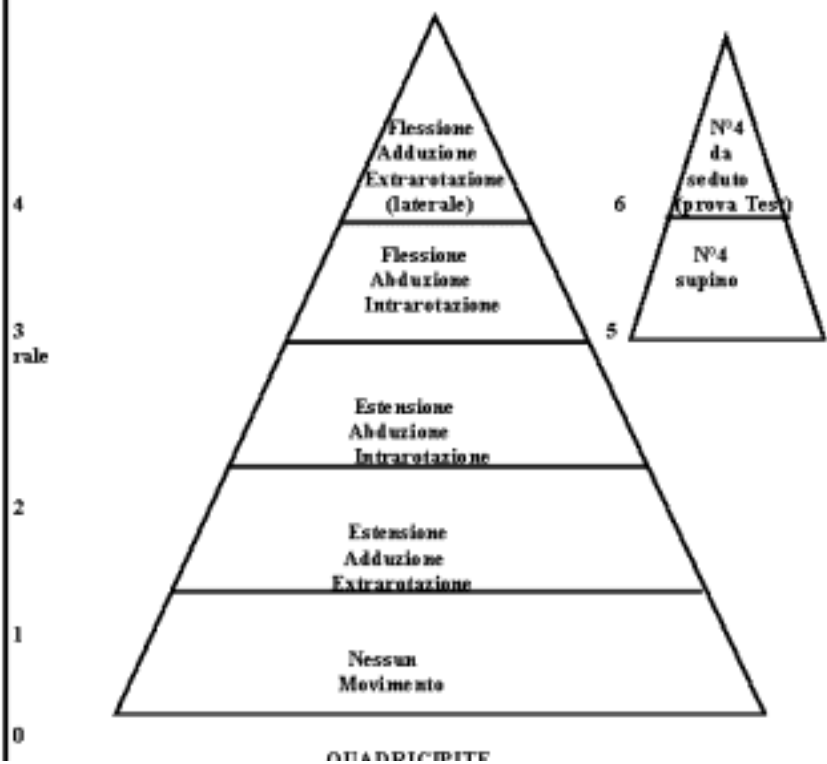 Flessione
Adduzione
Extrarotazione
(laterale)
4
Flessione
Abduzione
Intrarotazione
3
rale
Estensione
Abduzione
Intrarotazione
2
Estensione
Adduzione
Extrarotazione
1
Nessun
Movimento
0
QUADRICIPITE
N°4
da
seduto
(prova Test)
6
N°4
supino
5